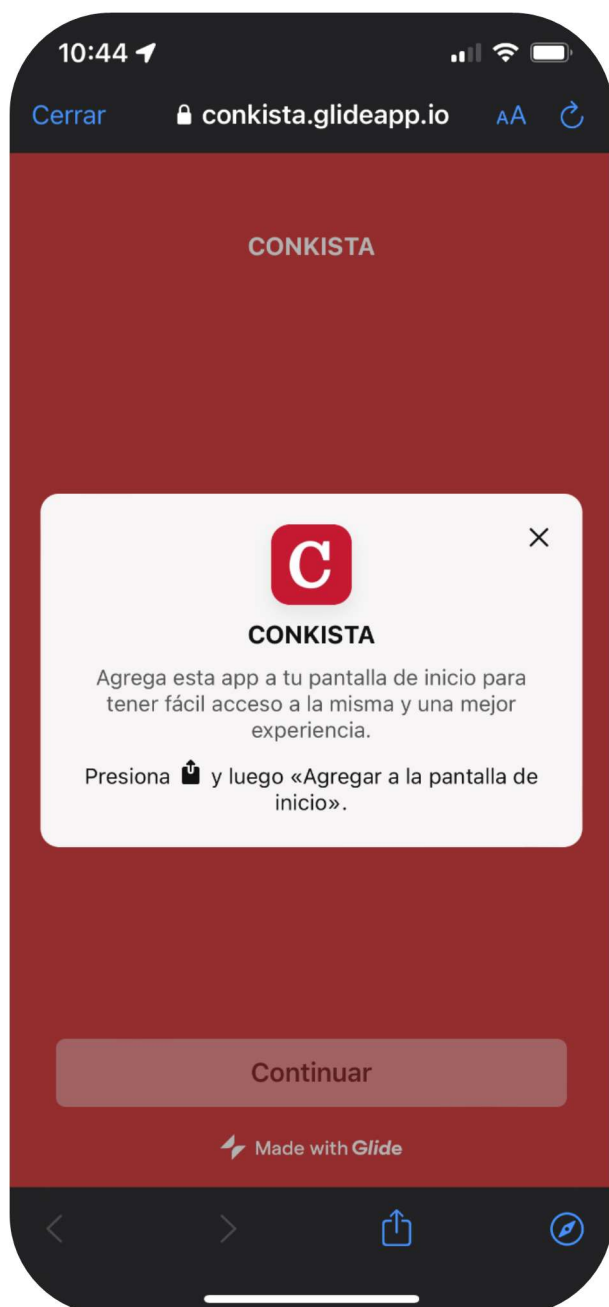 10:44
Cerrar conkista.glideapp.io AA
CONKISTA
C
CONKISTA
Agrega esta app a tu pantalla de inicio para
tener fácil acceso a la misma y una mejor
experiencia.
Presiona y luego «Agregar a la pantalla de
inicio».
Continuar
Made with Glide